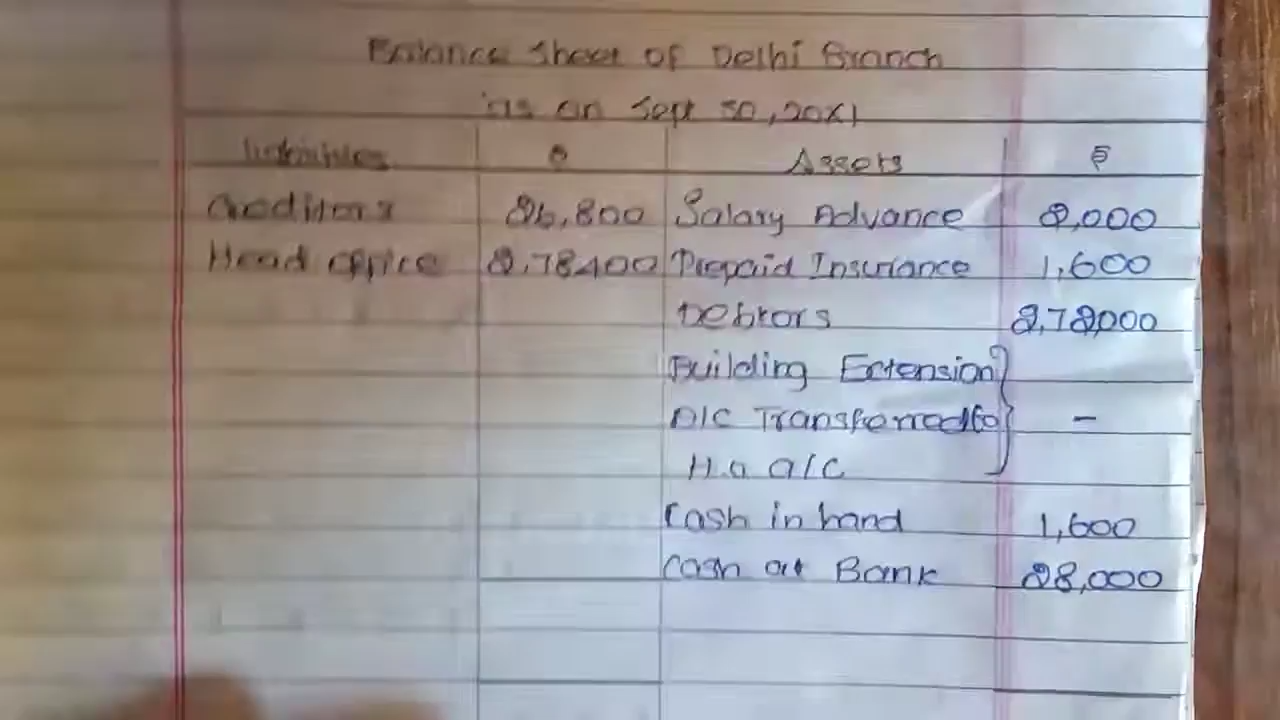 Balance Sheet of Delhi Branch
as on Sept 30, 20X1
Liabilities ₹ Assets ₹
Creditors 26,800 Salary Advance 2,000
Head office 2,78400 Prepaid Insurance 1,600
Debtors 2,72,000
Building Extension
A/C Transferred to —
H.o a/c
Cash in hand 1,600
Cash at Bank 28,000